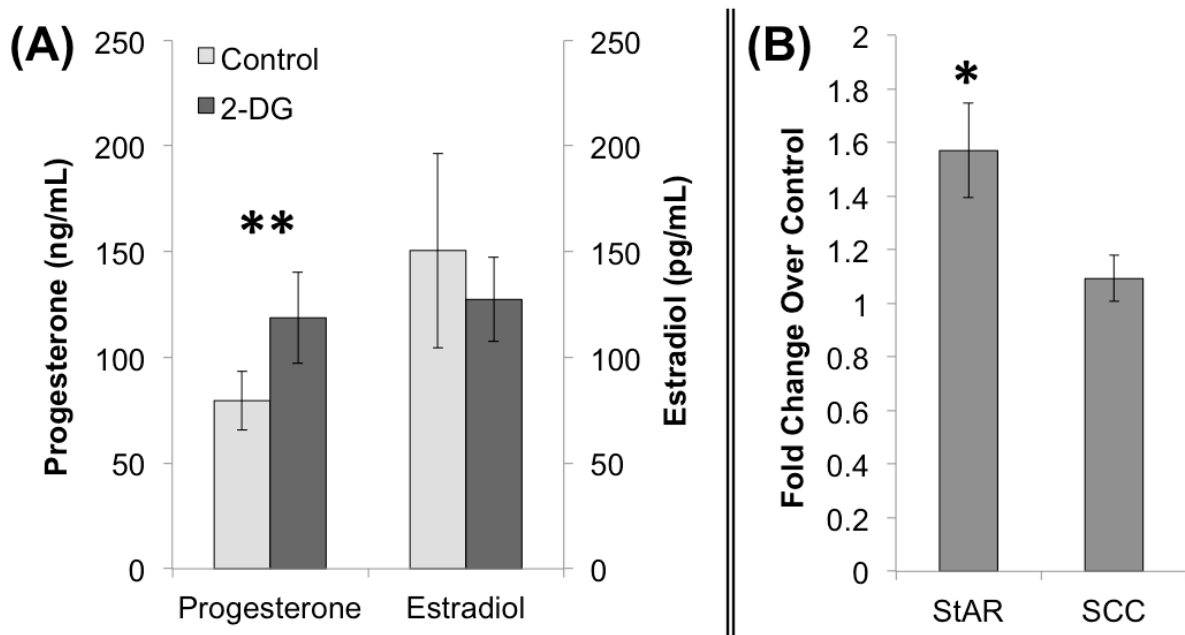 (A)
250
200
150
100
50
0
Progesterone (ng/mL)
Control
2-DG
**
Progesterone
Estradiol
250
200
150
100
50
0
Estradiol (pg/mL)
(B)
2
1.8
1.6
1.4
1.2
1
0.8
0.6
0.4
0.2
0
Fold Change Over Control
*
StAR
SCC